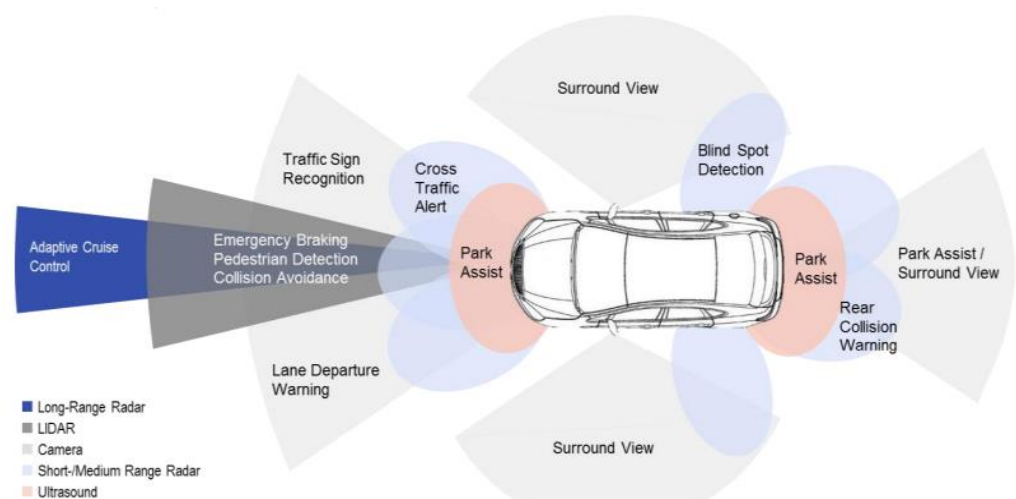 Surround View
Traffic Sign
Recognition
Cross
Traffic
Alert
Blind Spot
Detection
Adaptive Cruise
Control
Emergency Braking
Pedestrian Detection
Collision Avoidance
Park
Assist
Park
Assist
Park Assist /
Surround View
Rear
Collision
Warning
Lane Departure
Warning
Surround View
Long-Range Radar
LIDAR
Camera
Short-/Medium Range Radar
Ultrasound